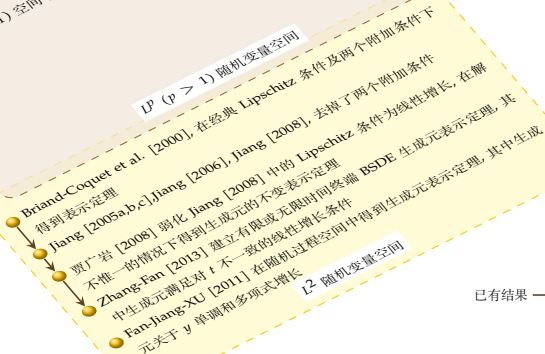 1) 空间
L^p (p > 1) 随机变量空间
Briand-Coquet et al. [2000], 在经典 Lipschitz 条件及两个附加条件下
得到表示定理
Jiang [2005a,b,c],Jiang [2006], Jiang [2008], 去掉了两个附加条件
贾广岩 [2008] 弱化 Jiang [2008] 中的 Lipschitz 条件为线性增长, 在解
不惟一的情况下得到生成元的不变表示定理
Zhang-Fan [2013] 建立有限或无限时间终端 BSDE 生成元表示定理, 其
中生成元满足对 t 不一致的线性增长条件
Fan-Jiang-XU [2011] 在随机过程空间中得到生成元表示定理, 其中生成
元关于 y 单调和多项式增长
L^2 随机变量空间
已有结果